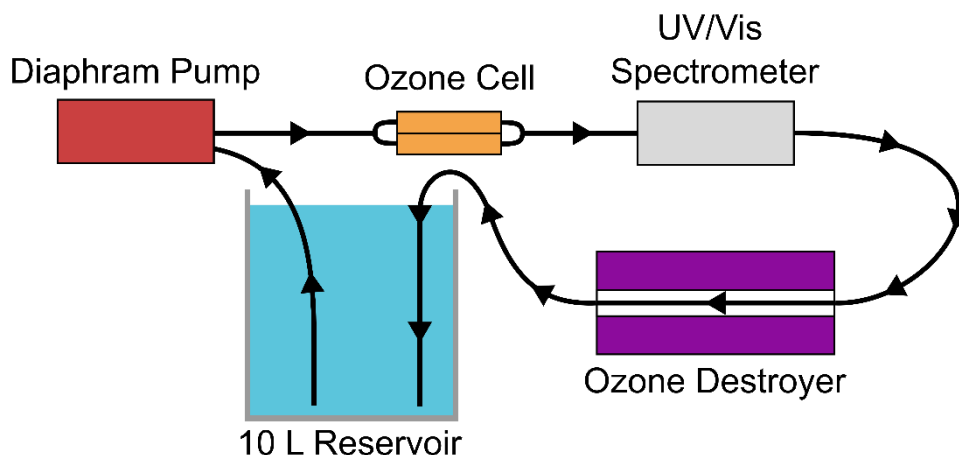 UV/Vis
Spectrometer
Diaphram Pump
Ozone Cell
Ozone Destroyer
10 L Reservoir